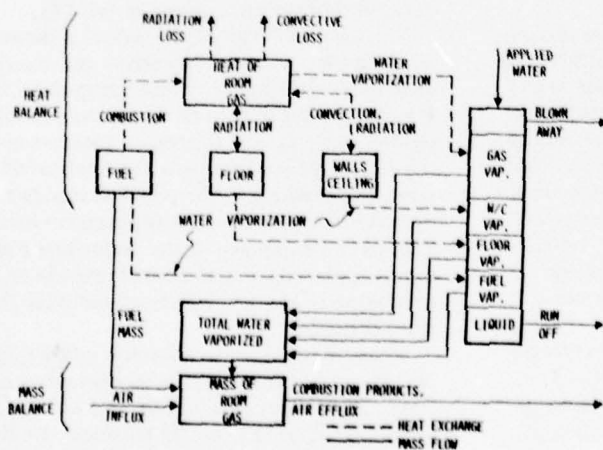 RADIATION LOSS
CONVECTIVE LOSS
HEAT OF ROOM GAS
WATER VAPORIZATION
APPLIED WATER
HEAT BALANCE
COMBUSTION
RADIATION
CONVECTION, RADIATION
BLOWN AWAY
GAS VAP.
FUEL
FLOOR
WALLS CEILING
WATER VAPORIZATION
W/C VAP.
FLOOR VAP.
FUEL VAP.
LIQUID
RUN OFF
FUEL MASS
TOTAL WATER VAPORIZED
MASS BALANCE
AIR INFLUX
MASS OF ROOM GAS
COMBUSTION PRODUCTS,
AIR EFFLUX
HEAT EXCHANGE
MASS FLOW